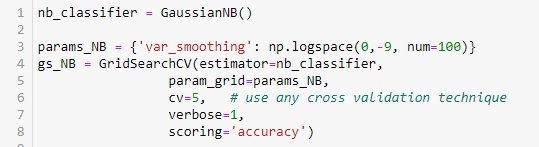 1 nb_classifier = GaussianNB()
2
3 params_NB = {'var_smoothing': np.logspace(0,-9, num=100)}
4 gs_NB = GridSearchCV(estimator=nb_classifier,
5                  param_grid=params_NB,
6                  cv=5,   # use any cross validation technique
7                  verbose=1,
8                  scoring='accuracy')